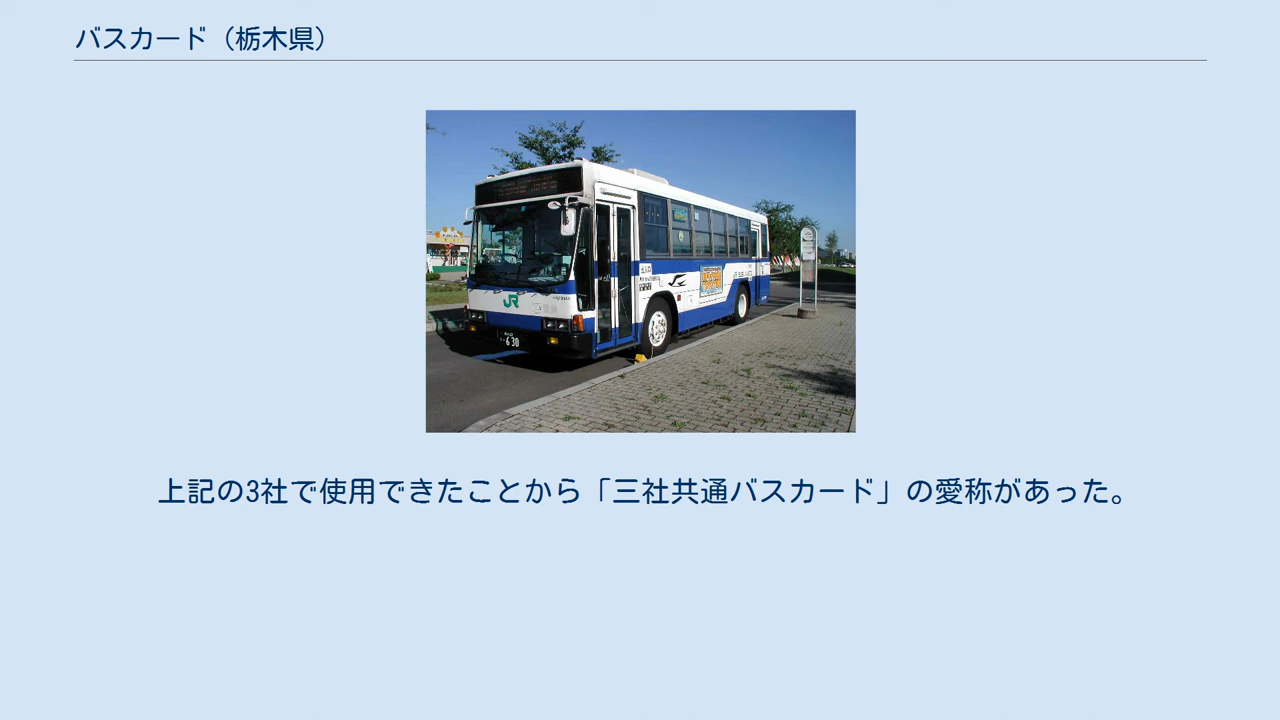 バスカード（栃木県）
JR
630
上記の3社で使用できたことから「三社共通バスカード」の愛称があった。